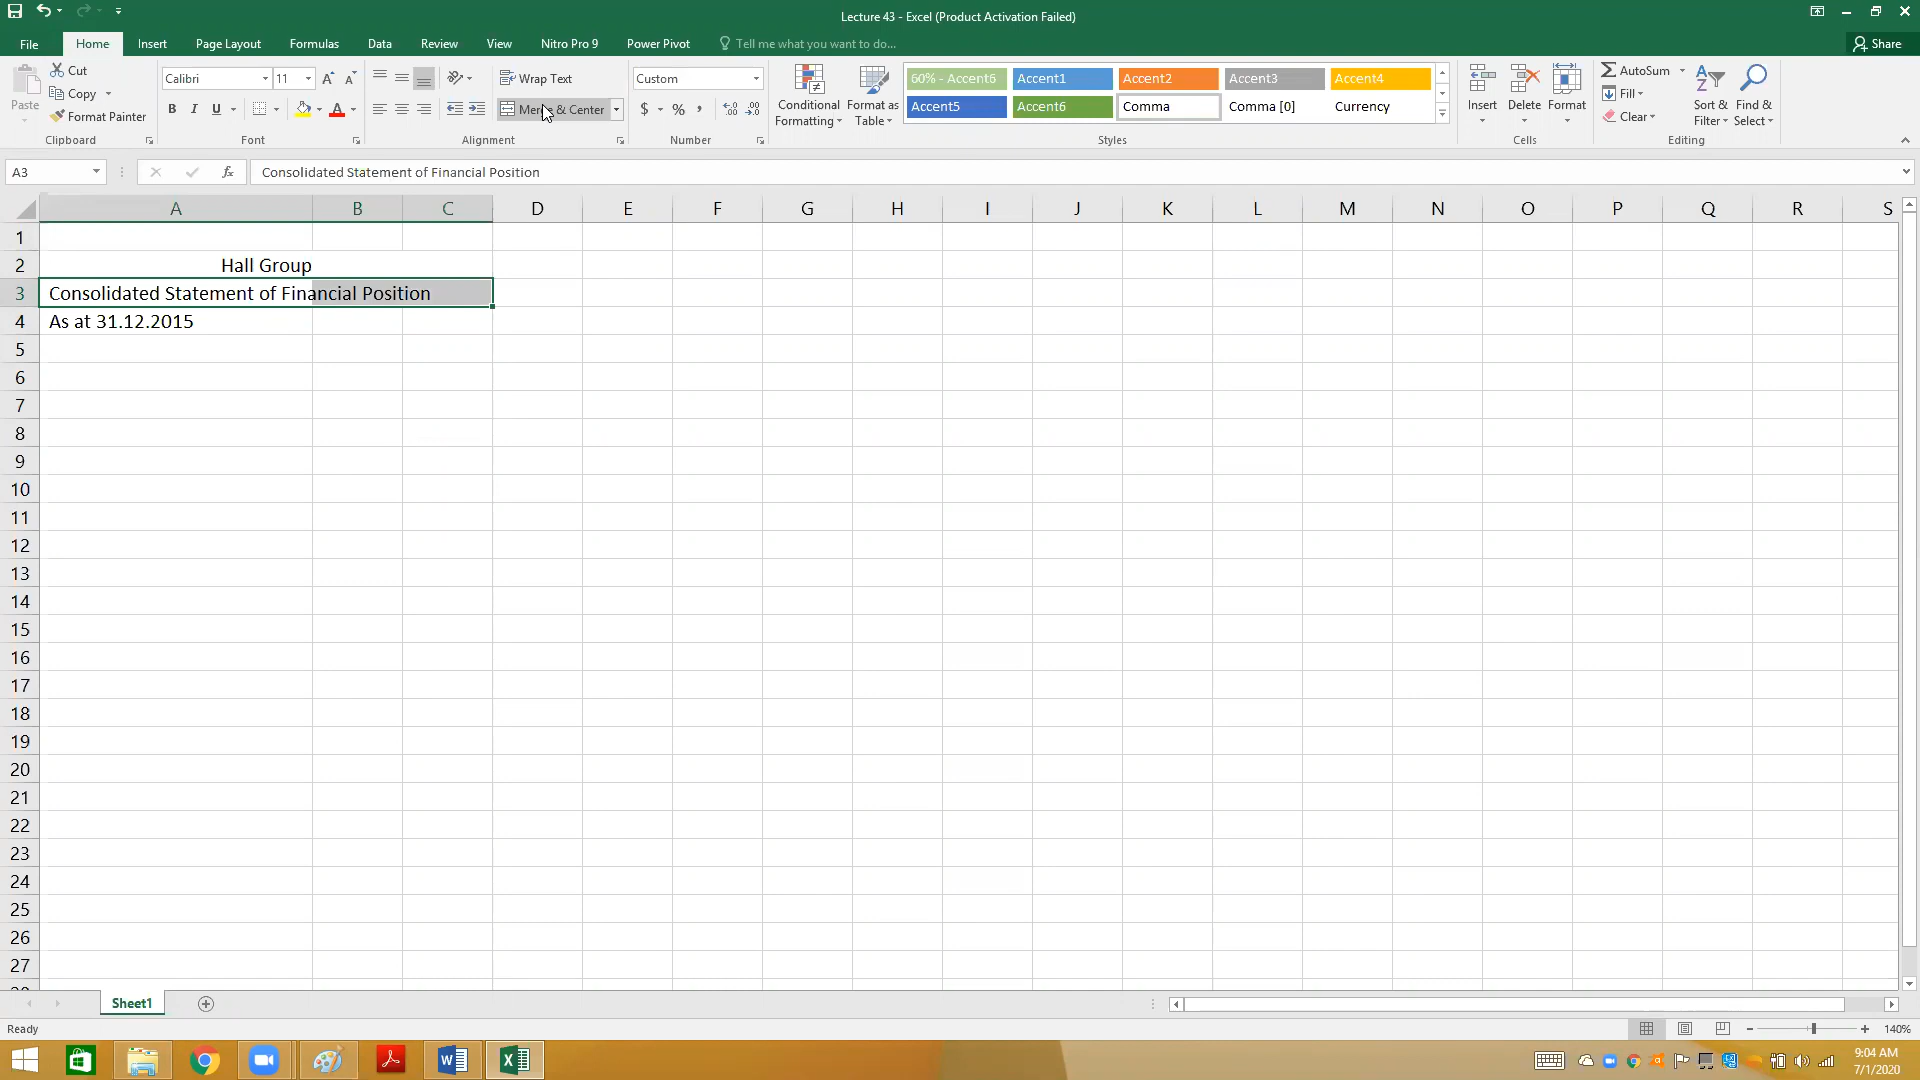 Lecture 43 - Excel (Product Activation Failed)
File Home Insert Page Layout Formulas Data Review View Nitro Pro 9 Power Pivot Tell me what you want to do... Share
Paste
Cut
Copy
Format Painter
Clipboard
Calibri 11
B I U
Font
Wrap Text
Merge & Center
Alignment
Custom
$ % ,
Number
Conditional Formatting
Format as Table
60% - Accent6 Accent1 Accent2 Accent3 Accent4
Accent5 Accent6 Comma Comma [0] Currency
Styles
Insert Delete Format
Cells
AutoSum
Fill
Clear
Sort & Filter
Find & Select
Editing
A3 fx Consolidated Statement of Financial Position
A B C D E F G H I J K L M N O P Q R S
1
2 Hall Group
3 Consolidated Statement of Financial Position
4 As at 31.12.2015
5
6
7
8
9
10
11
12
13
14
15
16
17
18
19
20
21
22
23
24
25
26
27
Sheet1
Ready 140%
9:04 AM
7/1/2020